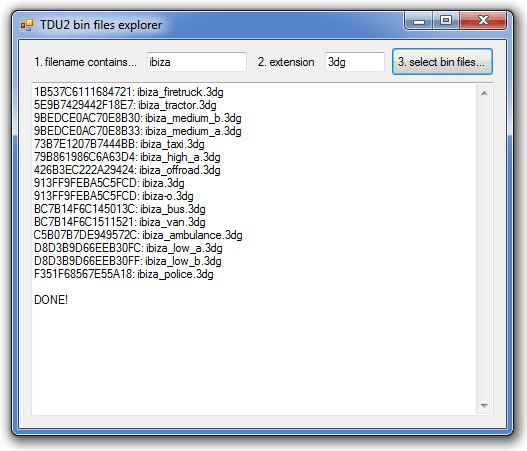 TDU2 bin files explorer
1. filename contains... ibiza 2. extension 3dg 3. select bin files...
1B537C6111684721: ibiza_firetruck.3dg
5E9B7429442F18E7: ibiza_tractor.3dg
9BEDCE0AC70E8B30: ibiza_medium_b.3dg
9BEDCE0AC70E8B33: ibiza_medium_a.3dg
73B7E1207B7444BB: ibiza_taxi.3dg
79B861986C6A63D4: ibiza_high_a.3dg
426B3EC222A29424: ibiza_offroad.3dg
913FF9FEBA5C5FCD: ibiza.3dg
913FF9FEBA5C5FCD: ibiza-o.3dg
BC7B14F6C145013C: ibiza_bus.3dg
BC7B14F6C1511521: ibiza_van.3dg
C5B07B7DE949572C: ibiza_ambulance.3dg
D8D3B9D66EEB30FC: ibiza_low_a.3dg
D8D3B9D66EEB30FF: ibiza_low_b.3dg
F351F68567E55A18: ibiza_police.3dg
DONE!